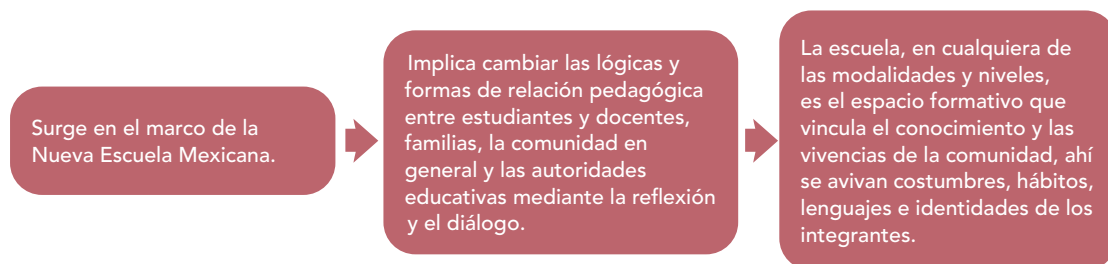 Surge en el marco de la
Nueva Escuela Mexicana.
Implica cambiar las lógicas y
formas de relación pedagógica
entre estudiantes y docentes,
familias, la comunidad en
general y las autoridades
educativas mediante la reflexión
y el diálogo.
La escuela, en cualquiera de
las modalidades y niveles,
es el espacio formativo que
vincula el conocimiento y las
vivencias de la comunidad, ahí
se avivan costumbres, hábitos,
lenguajes e identidades de los
integrantes.